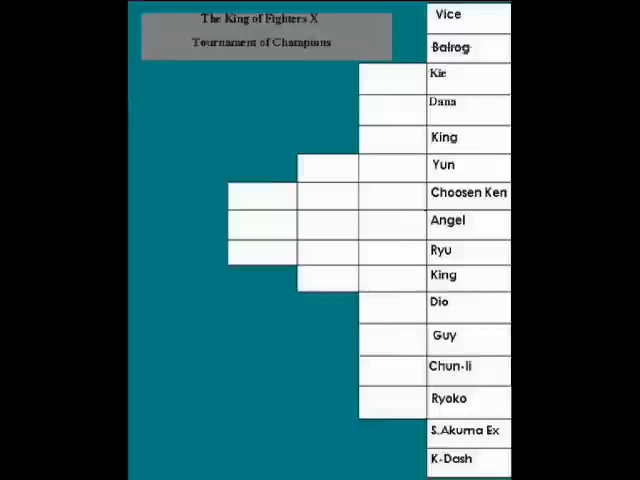 The King of Fighters X
Tournament of Champions
Vice
Balrog
Kie
Dana
King
Yun
Choosen Ken
Angel
Ryu
King
Dio
Guy
Chun-li
Ryoko
S.Akuma Ex
K-Dash